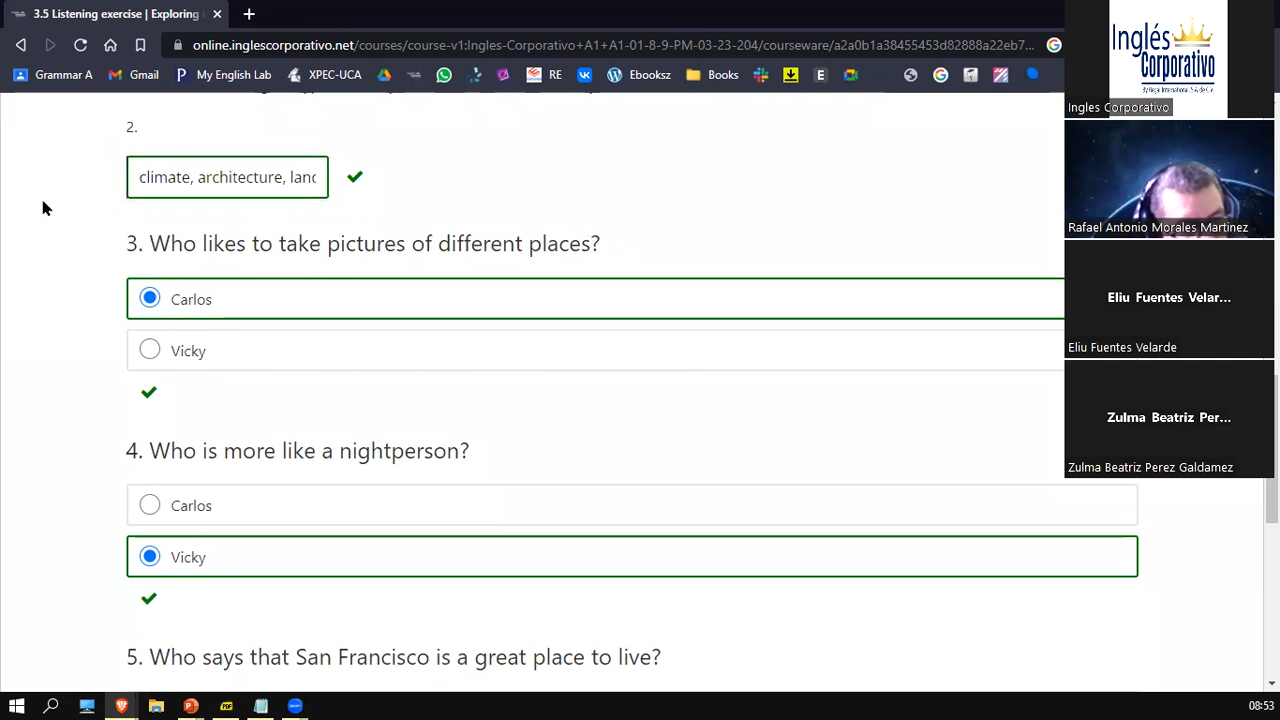 3.5 Listening exercise | Exploring
online.inglescorporativo.net/courses/course-v1:Ingles-Corporativo+A1+A1-01-8-9-PM-03-23-204/courseware/a2a0b1a38455453d82888a22eb7...
Grammar A
Gmail
My English Lab
XPEC-UCA
RE
Ebooksz
Books
2.
climate, architecture, land
3. Who likes to take pictures of different places?
Carlos
Vicky
4. Who is more like a nightperson?
Carlos
Vicky
5. Who says that San Francisco is a great place to live?
Inglés
Corporativo
Ingles Corporativo
Rafael Antonio Morales Martinez
Eliu Fuentes Velar...
Eliu Fuentes Velarde
Zulma Beatriz Per...
Zulma Beatriz Perez Galdamez
08:53